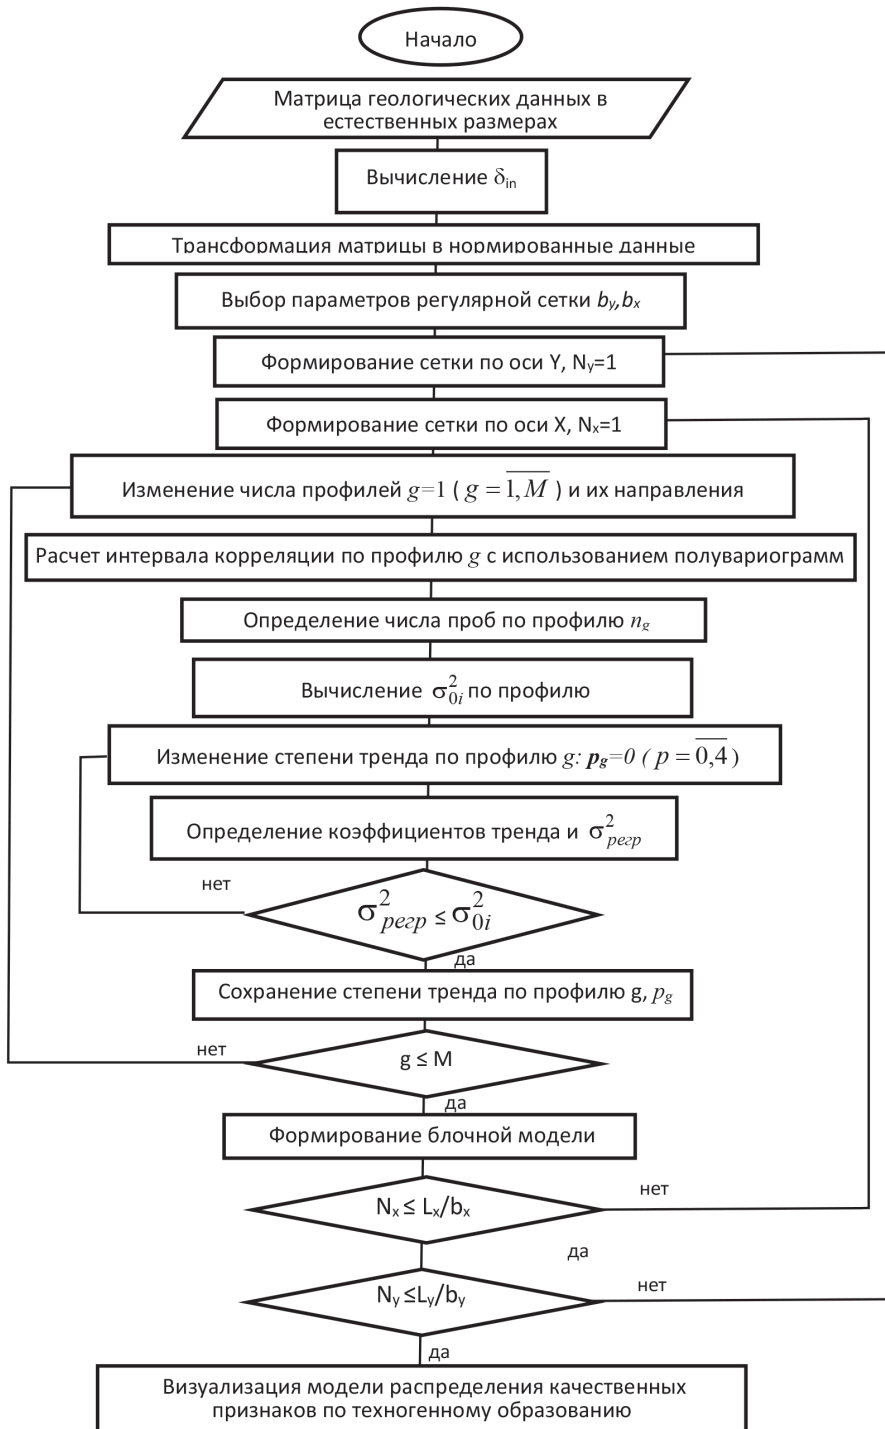 Начало
Матрица геологических данных в
естественных размерах
Вычисление δin
Трансформация матрицы в нормированные данные
Выбор параметров регулярной сетки by,bx
Формирование сетки по оси Y, Ny=1
Формирование сетки по оси X, Nx=1
Изменение числа профилей g=1 ( g = 1,M ) и их направления
Расчет интервала корреляции по профилю g с использованием полувариограмм
Определение числа проб по профилю ng
Вычисление σ²0i по профилю
Изменение степени тренда по профилю g: pg=0 ( p = 0,4 )
Определение коэффициентов тренда и σ²регр
нет
σ²регр ≤ σ²0i
да
Сохранение степени тренда по профилю g, pg
нет
g ≤ M
да
Формирование блочной модели
Nx ≤ Lx/bx
нет
да
Ny ≤Ly/by
нет
да
Визуализация модели распределения качественных
признаков по техногенному образованию